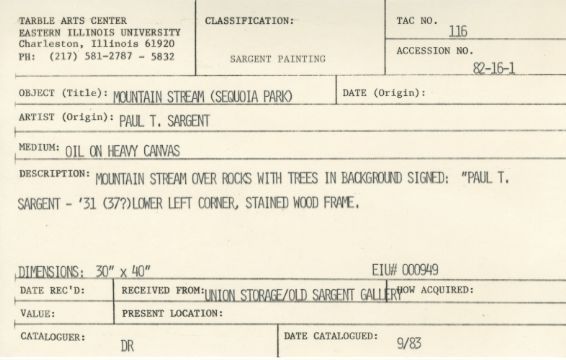 TARBLE ARTS CENTER
EASTERN ILLINOIS UNIVERSITY
Charleston, Illinois 61920
PH: (217) 581-2787 - 5832
CLASSIFICATION:
SARGENT PAINTING
TAC NO.
116
ACCESSION NO.
82-16-1
OBJECT (Title): MOUNTAIN STREAM (SEQUOIA PARK)
DATE (Origin):
ARTIST (Origin): PAUL T. SARGENT
MEDIUM: OIL ON HEAVY CANVAS
DESCRIPTION: MOUNTAIN STREAM OVER ROCKS WITH TREES IN BACKGROUND SIGNED: "PAUL T.
SARGENT - '31 (37?)LOWER LEFT CORNER, STAINED WOOD FRAME.
DIMENSIONS: 30" x 40"
EIU# 000949
DATE REC'D:
RECEIVED FROM: UNION STORAGE/OLD SARGENT GALLERY
HOW ACQUIRED:
VALUE:
PRESENT LOCATION:
CATALOGUER: DR
DATE CATALOGUED: 9/83